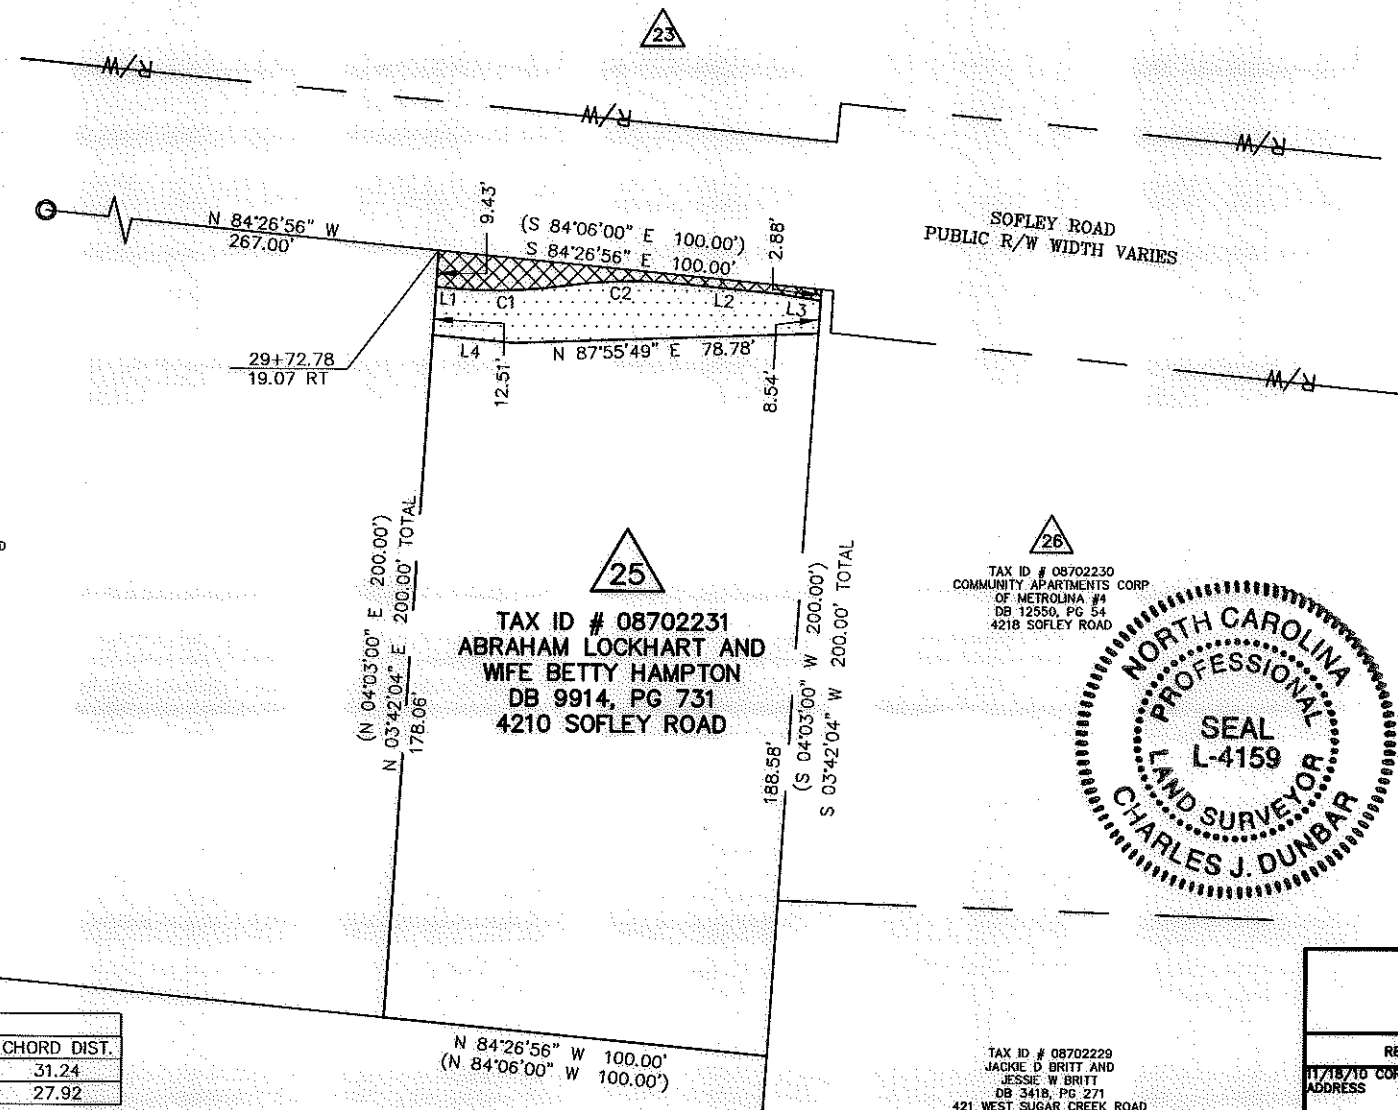 23
R/W
R/W
R/W
N 84°26'56" W
267.00'
9.43'
(S 84°06'00" E 100.00')
S 84°26'56" E 100.00'
2.88'
SOFLEY ROAD
PUBLIC R/W WIDTH VARIES
L1
C1
C2
L2
L3
L4
N 87°55'49" E 78.78'
29+72.78
19.07 RT
12.51'
8.54'
R/W
(N 04°03'00" E 200.00')
N 03°42'04" E 200.00' TOTAL
178.06'
25
TAX ID # 08702231
ABRAHAM LOCKHART AND
WIFE BETTY HAMPTON
DB 9914, PG 731
4210 SOFLEY ROAD
188.58'
(S 04°03'00" W 200.00')
S 03°42'04" W 200.00' TOTAL
26
TAX ID # 08702230
COMMUNITY APARTMENTS CORP
OF METROLINA #4
DB 12550, PG 54
4218 SOFLEY ROAD
NORTH CAROLINA
PROFESSIONAL
SEAL
L-4159
LAND SURVEYOR
CHARLES J. DUNBAR
N 84°26'56" W 100.00'
(N 84°06'00" W 100.00')
CHORD DIST.
31.24
27.92
TAX ID # 08702229
JACKIE D BRITT AND
JESSIE W BRITT
DB 3418, PG 271
421 WEST SUGAR CREEK ROAD
11/18/10
ADDRESS